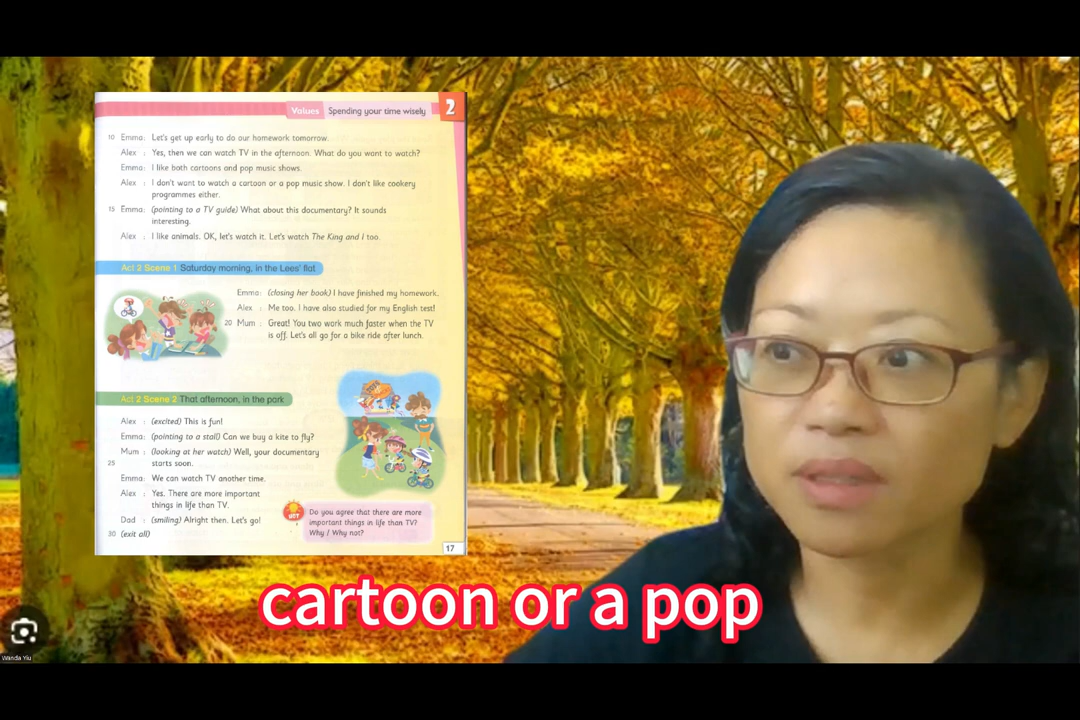 Values Spending your time wisely 2
10 Emma: Let's get up early to do our homework tomorrow.
Alex : Yes, then we can watch TV in the afternoon. What do you want to watch?
Emma: I like both cartoons and pop music shows.
Alex : I don't want to watch a cartoon or a pop music show. I don't like cookery
programmes either.
15 Emma: (pointing to a TV guide) What about this documentary? It sounds
interesting.
Alex : I like animals. OK, let's watch it. Let's watch The King and I too.
Act 2 Scene 1 Saturday morning, in the Lees' flat
Emma: (closing her book) I have finished my homework.
Alex : Me too. I have also studied for my English test!
20 Mum : Great! You two work much faster when the TV
is off. Let's all go for a bike ride after lunch.
Act 2 Scene 2 That afternoon, in the park
Alex : (excited) This is fun!
Emma: (pointing to a stall) Can we buy a kite to fly?
Mum : (looking at her watch) Well, your documentary
25 starts soon.
Emma: We can watch TV another time.
Alex : Yes. There are more important
things in life than TV.
Dad : (smiling) Alright then. Let's go!
30 (exit all)
Do you agree that there are more
important things in life than TV?
Why / Why not?
17
cartoon or a pop
Wanda Yiu